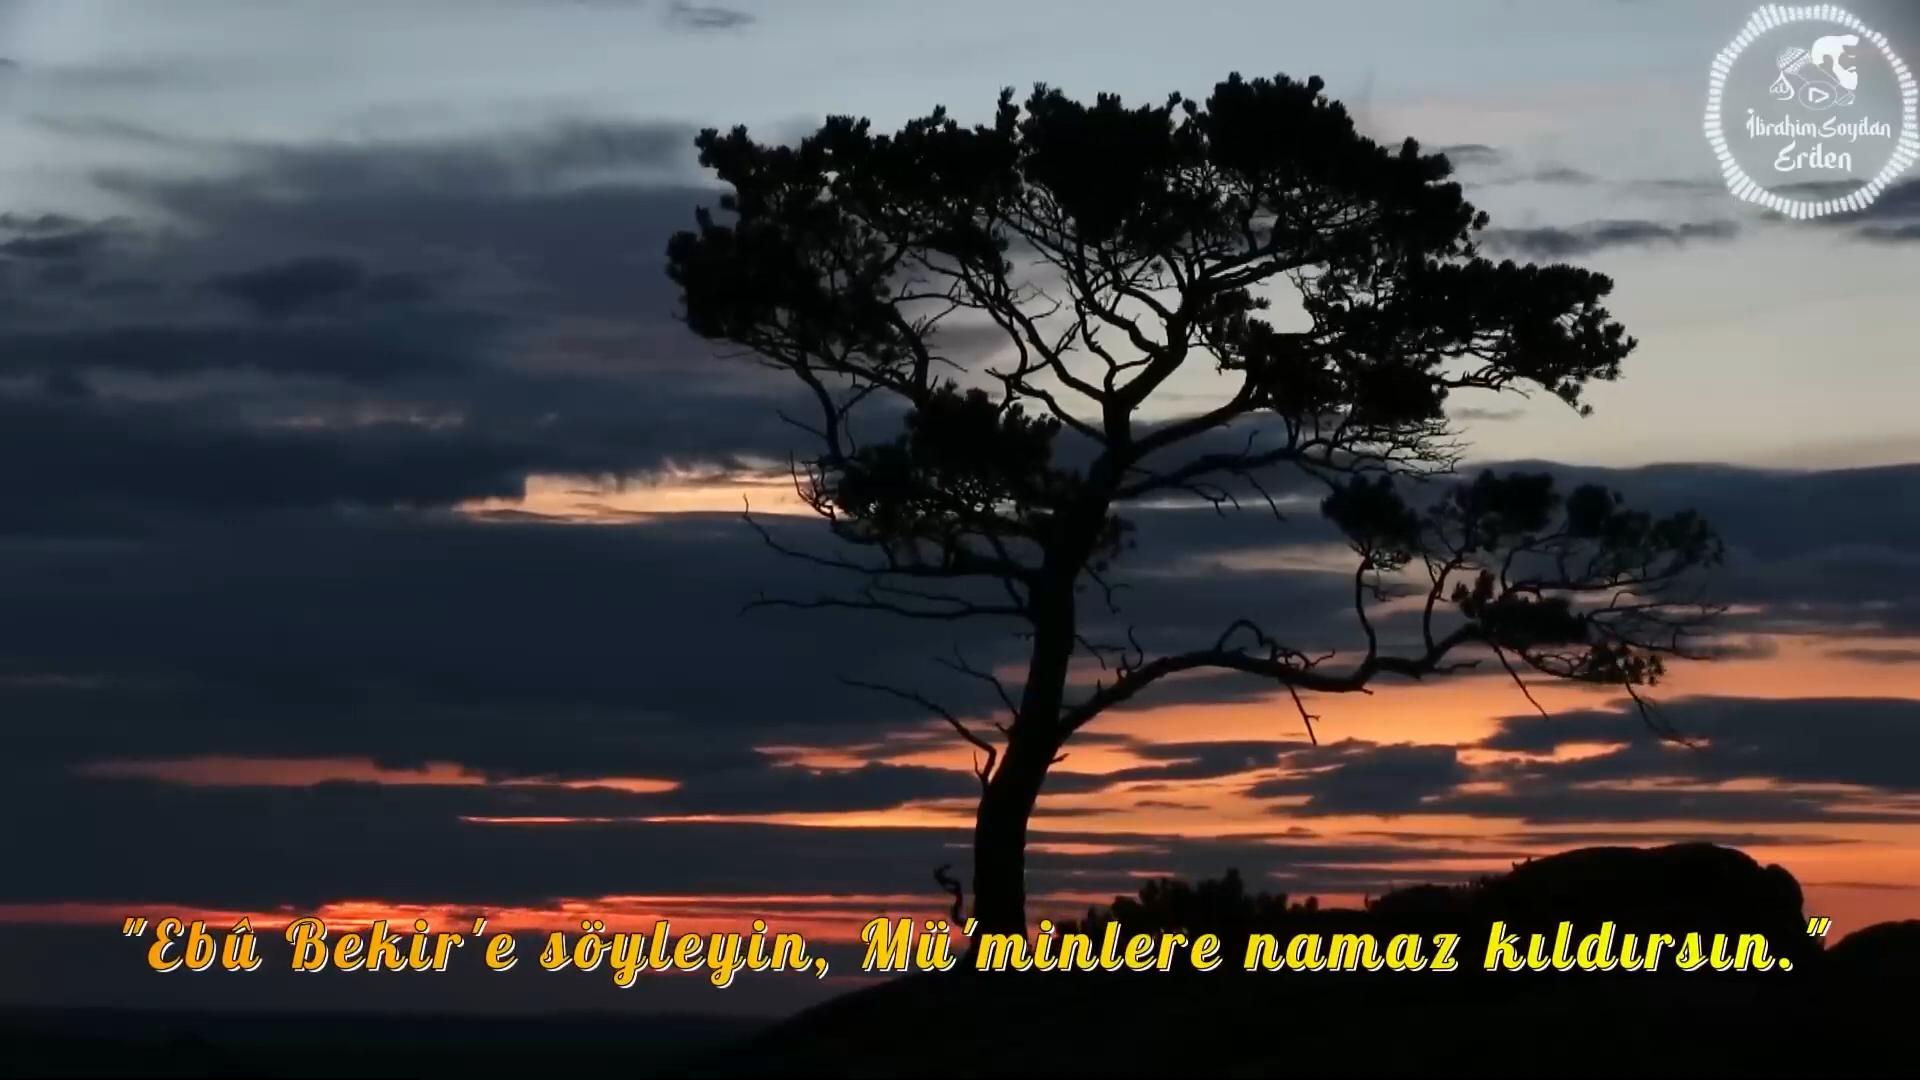 İbrahim Soydan
Erden
"Ebû Bekir'e söyleyin, Mü'minlere namaz kıldırsın."